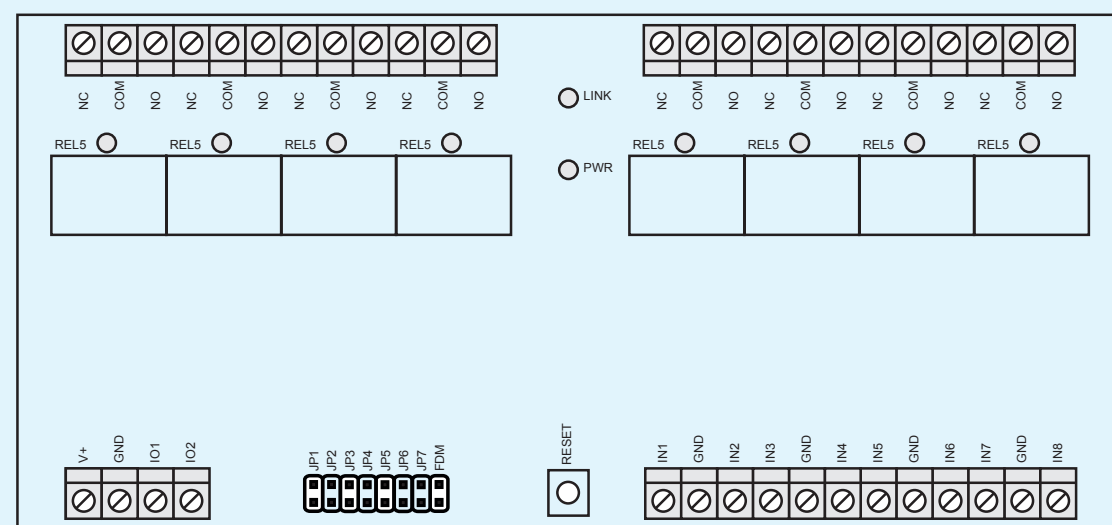 NC COM NO NC COM NO NC COM NO NC COM NO
NC COM NO NC COM NO NC COM NO NC COM NO
LINK
REL5 REL5 REL5 REL5
REL5 REL5 REL5 REL5
PWR
V+ GND IO1 IO2
JP1 JP2 JP3 JP4 JP5 JP6 JP7 FDM
RESET
IN1 GND IN2 IN3 GND IN4 IN5 GND IN6 IN7 GND IN8